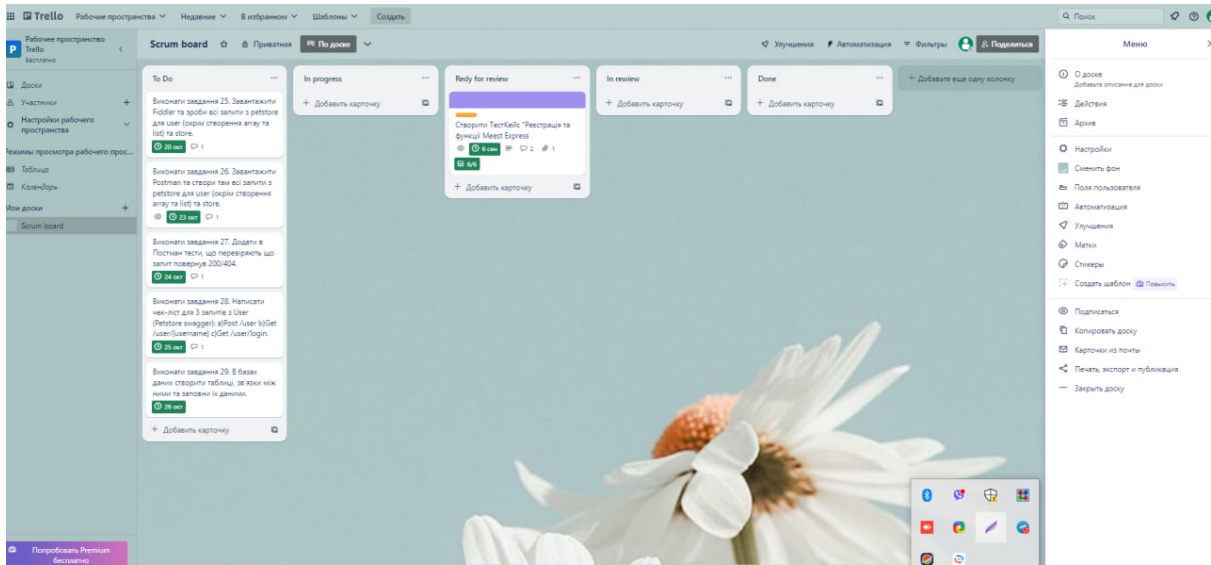 Trello
Рабочие пространства
Недавние
В избранном
Шаблоны
Создать
Поиск
P
Рабочее пространство
Trello
Бесплатно
Доски
Участники
Настройки рабочего
пространства
Режимы просмотра рабочего прос...
Таблица
Календарь
Мои доски
Scrum board
Попробовать Premium
бесплатно
Scrum board
Приватная
По доске
Улучшения
Автоматизация
Фильтры
Поделиться
To Do
Виконати завдання 25. Завантажити
Fiddler та зроби всі запити з petstore
для user (окрім створення array та
list) та store.
20 окт 1
Виконати завдання 26. Завантажити
Postman та створи там всі запити з
petstore для user (окрім створення
array та list) та store.
23 окт 1
Виконати завдання 27. Додати в
Постман тести, що перевіряють що
запит повернув 200/404.
24 окт 1
Виконати завдання 28. Написати
чек-ліст для 3 запитів з User
(Petstore swagger): a)Post /user b)Get
/user/{username} c)Get /user/login.
25 окт 1
Виконати завдання 29. В базах
даних створити таблиці, зв'язки між
ними та заповни їх даними.
26 окт
+ Добавить карточку
In progress
+ Добавить карточку
Redy for review
Створити ТестКейс "Реєстрація та
функції Meest Express
6 сен 2 1
6/6
+ Добавить карточку
In rewiew
+ Добавить карточку
Done
+ Добавить карточку
+ Добавьте еще одну колонку
Меню
О доске
Добавьте описание для доски
Действия
Архив
Настройки
Сменить фон
Поля пользователя
Автоматизация
Улучшения
Метки
Стикеры
Создать шаблон Повысить
Подписаться
Копировать доску
Карточки из почты
Печать, экспорт и публикация
Закрыть доску